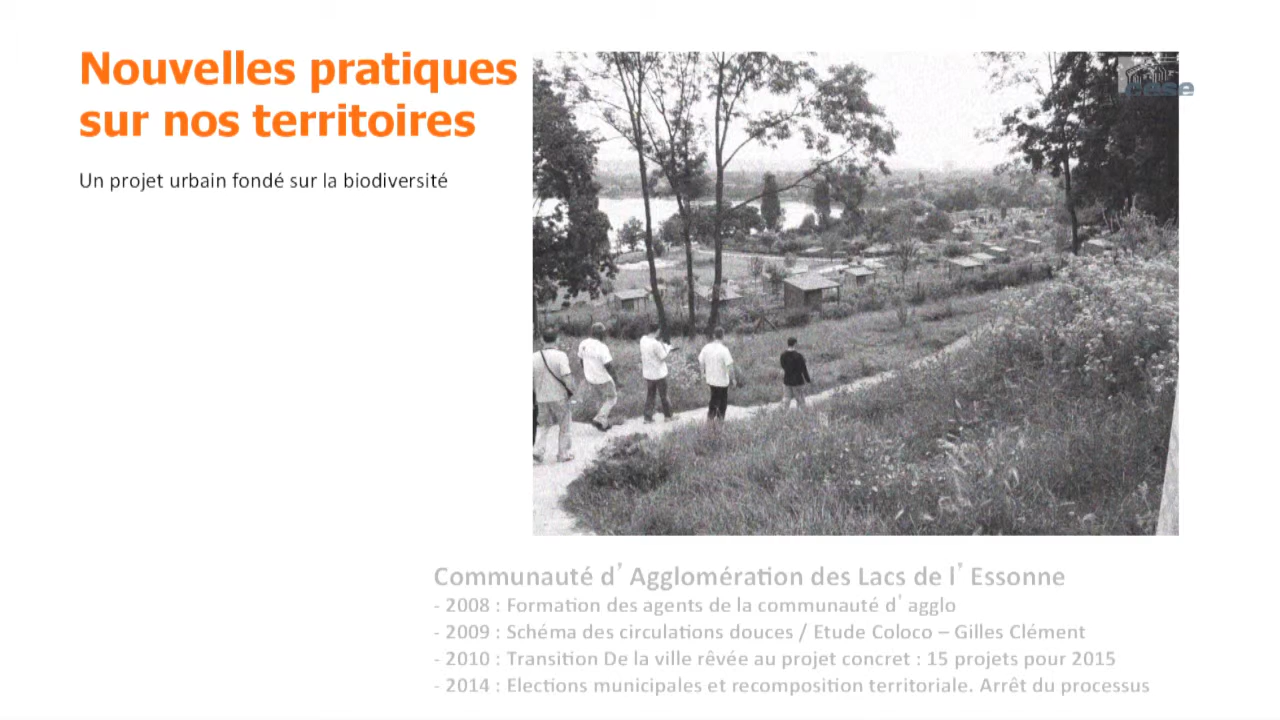 Nouvelles pratiques
sur nos territoires
Un projet urbain fondé sur la biodiversité
cese
Communauté d’ Agglomération des Lacs de l’ Essonne
- 2008 : Formation des agents de la communauté d’ agglo
- 2009 : Schéma des circulations douces / Etude Coloco – Gilles Clément
- 2010 : Transition De la ville rêvée au projet concret : 15 projets pour 2015
- 2014 : Elections municipales et recomposition territoriale. Arrêt du processus